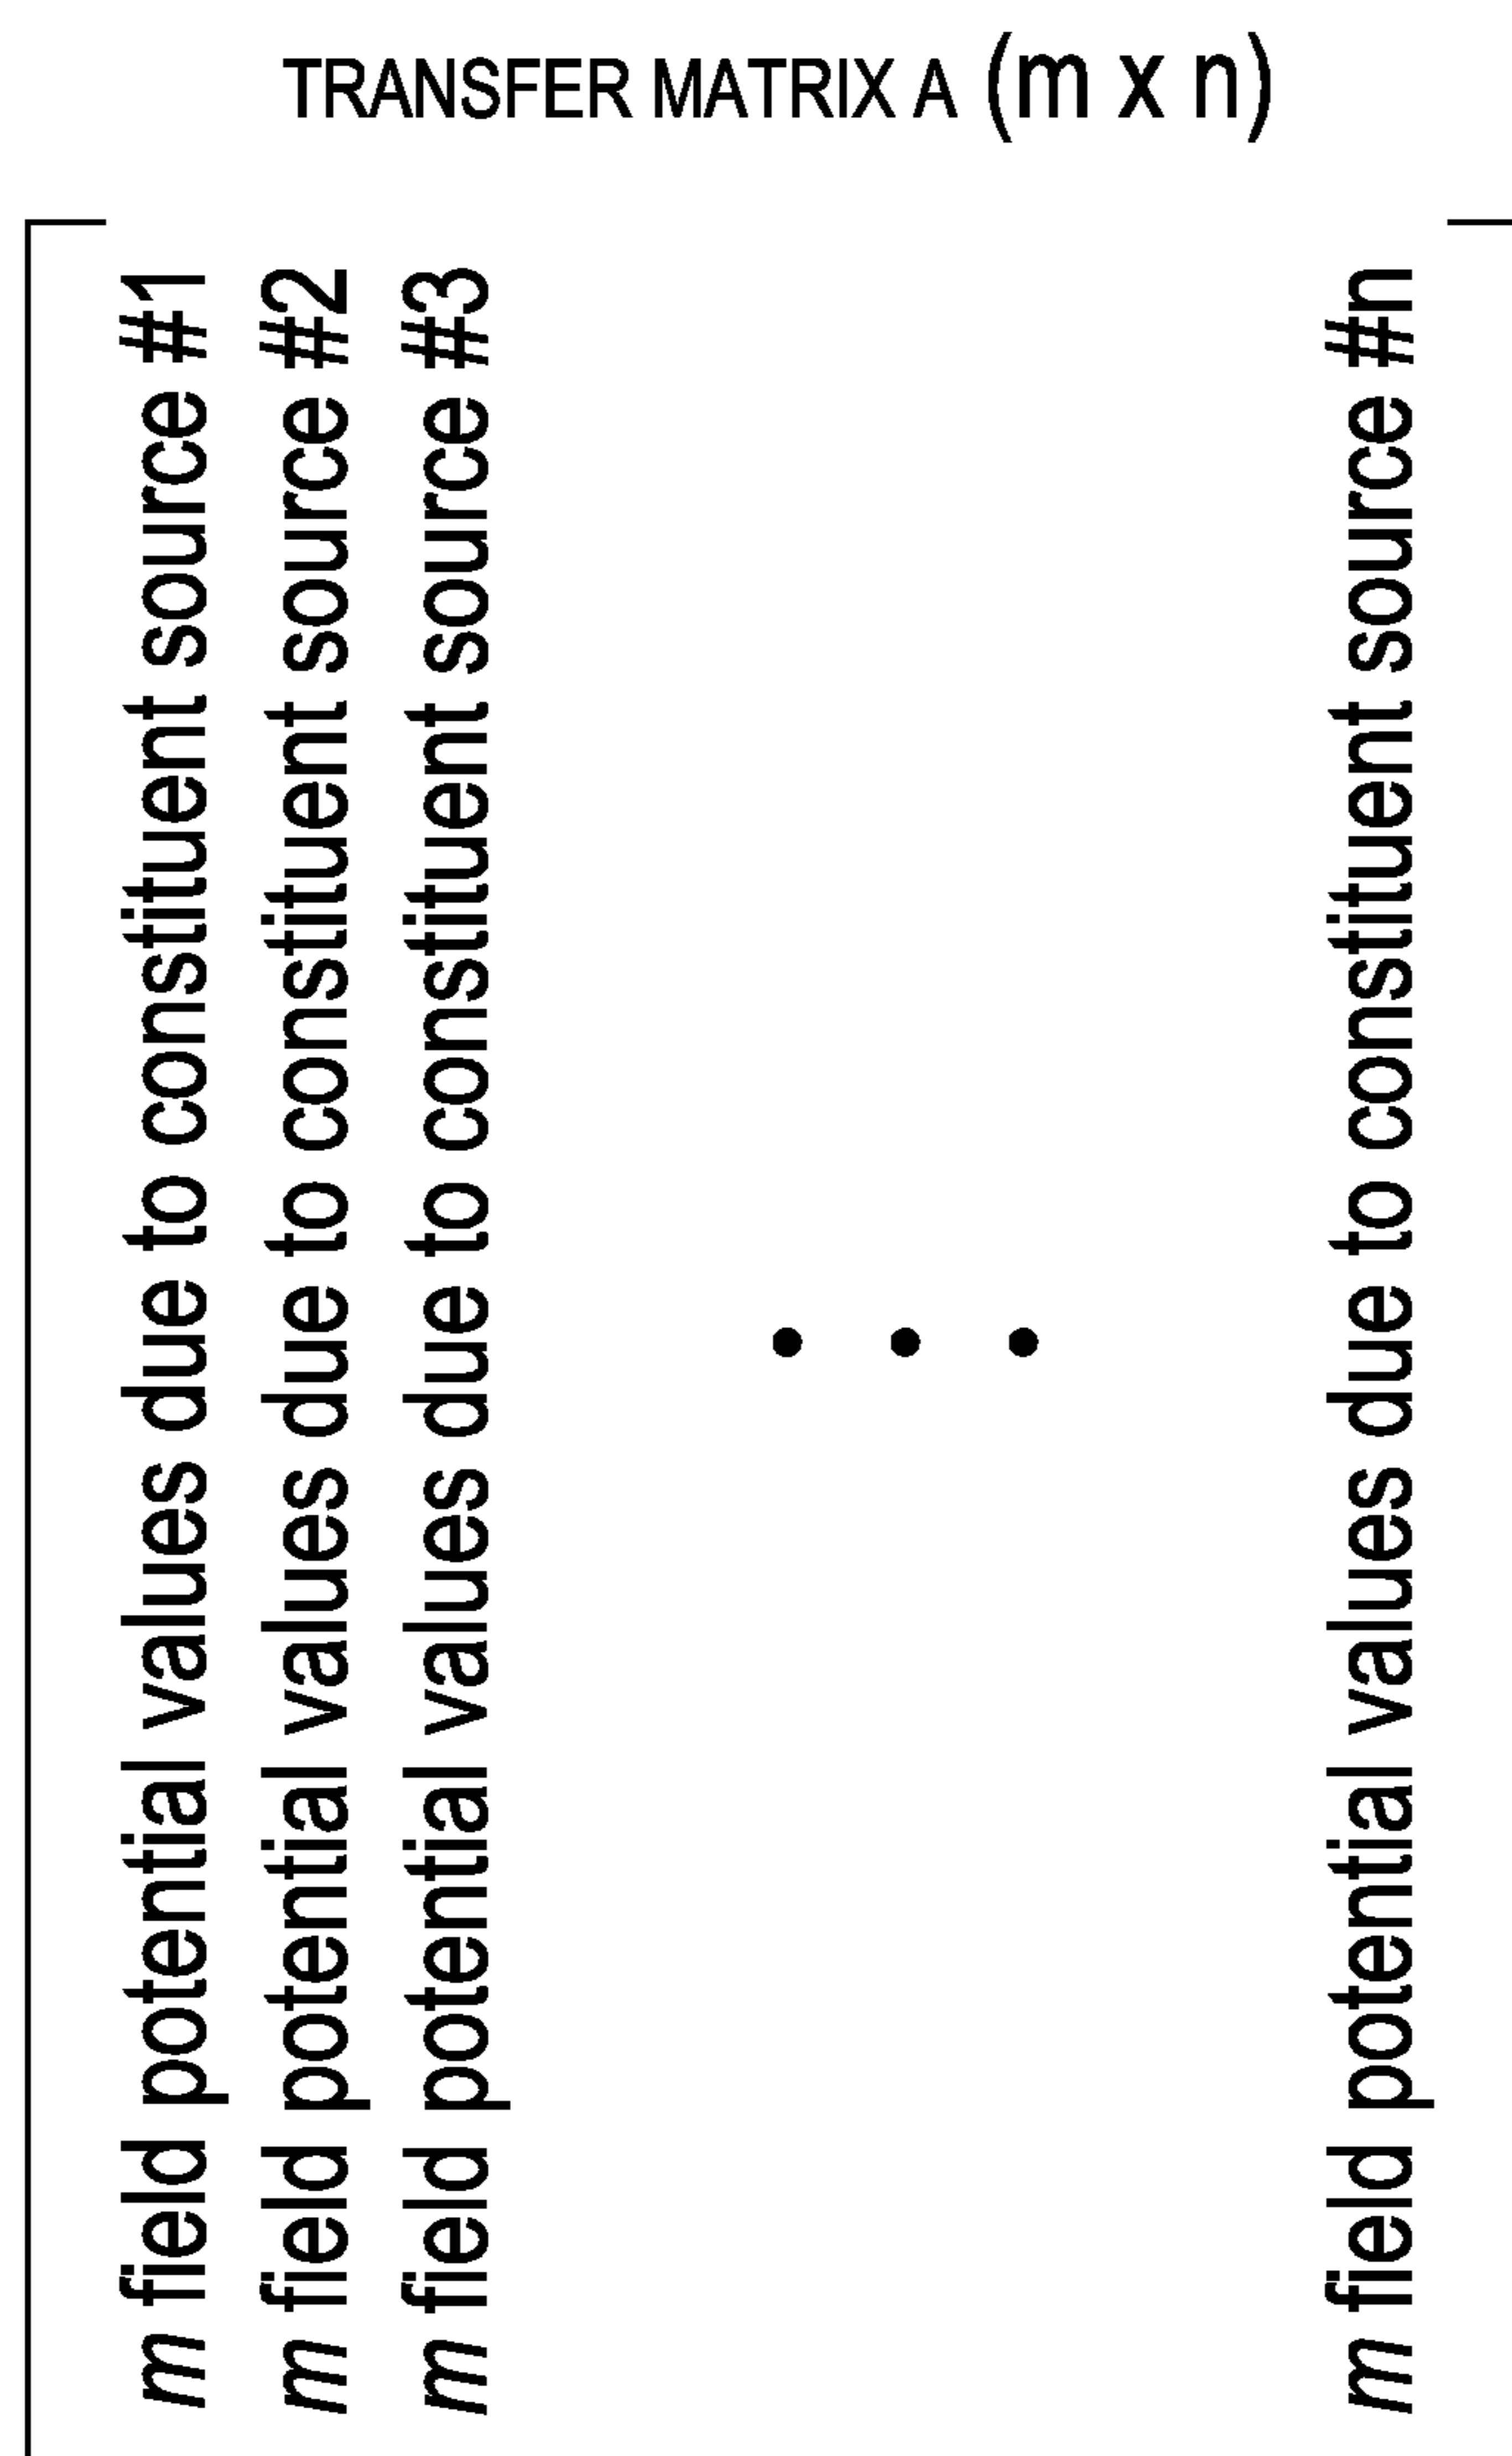 TRANSFER MATRIX A (m x n)
m field potential values due to constituent source #1
m field potential values due to constituent source #2
m field potential values due to constituent source #3
• • •
m field potential values due to constituent source #n